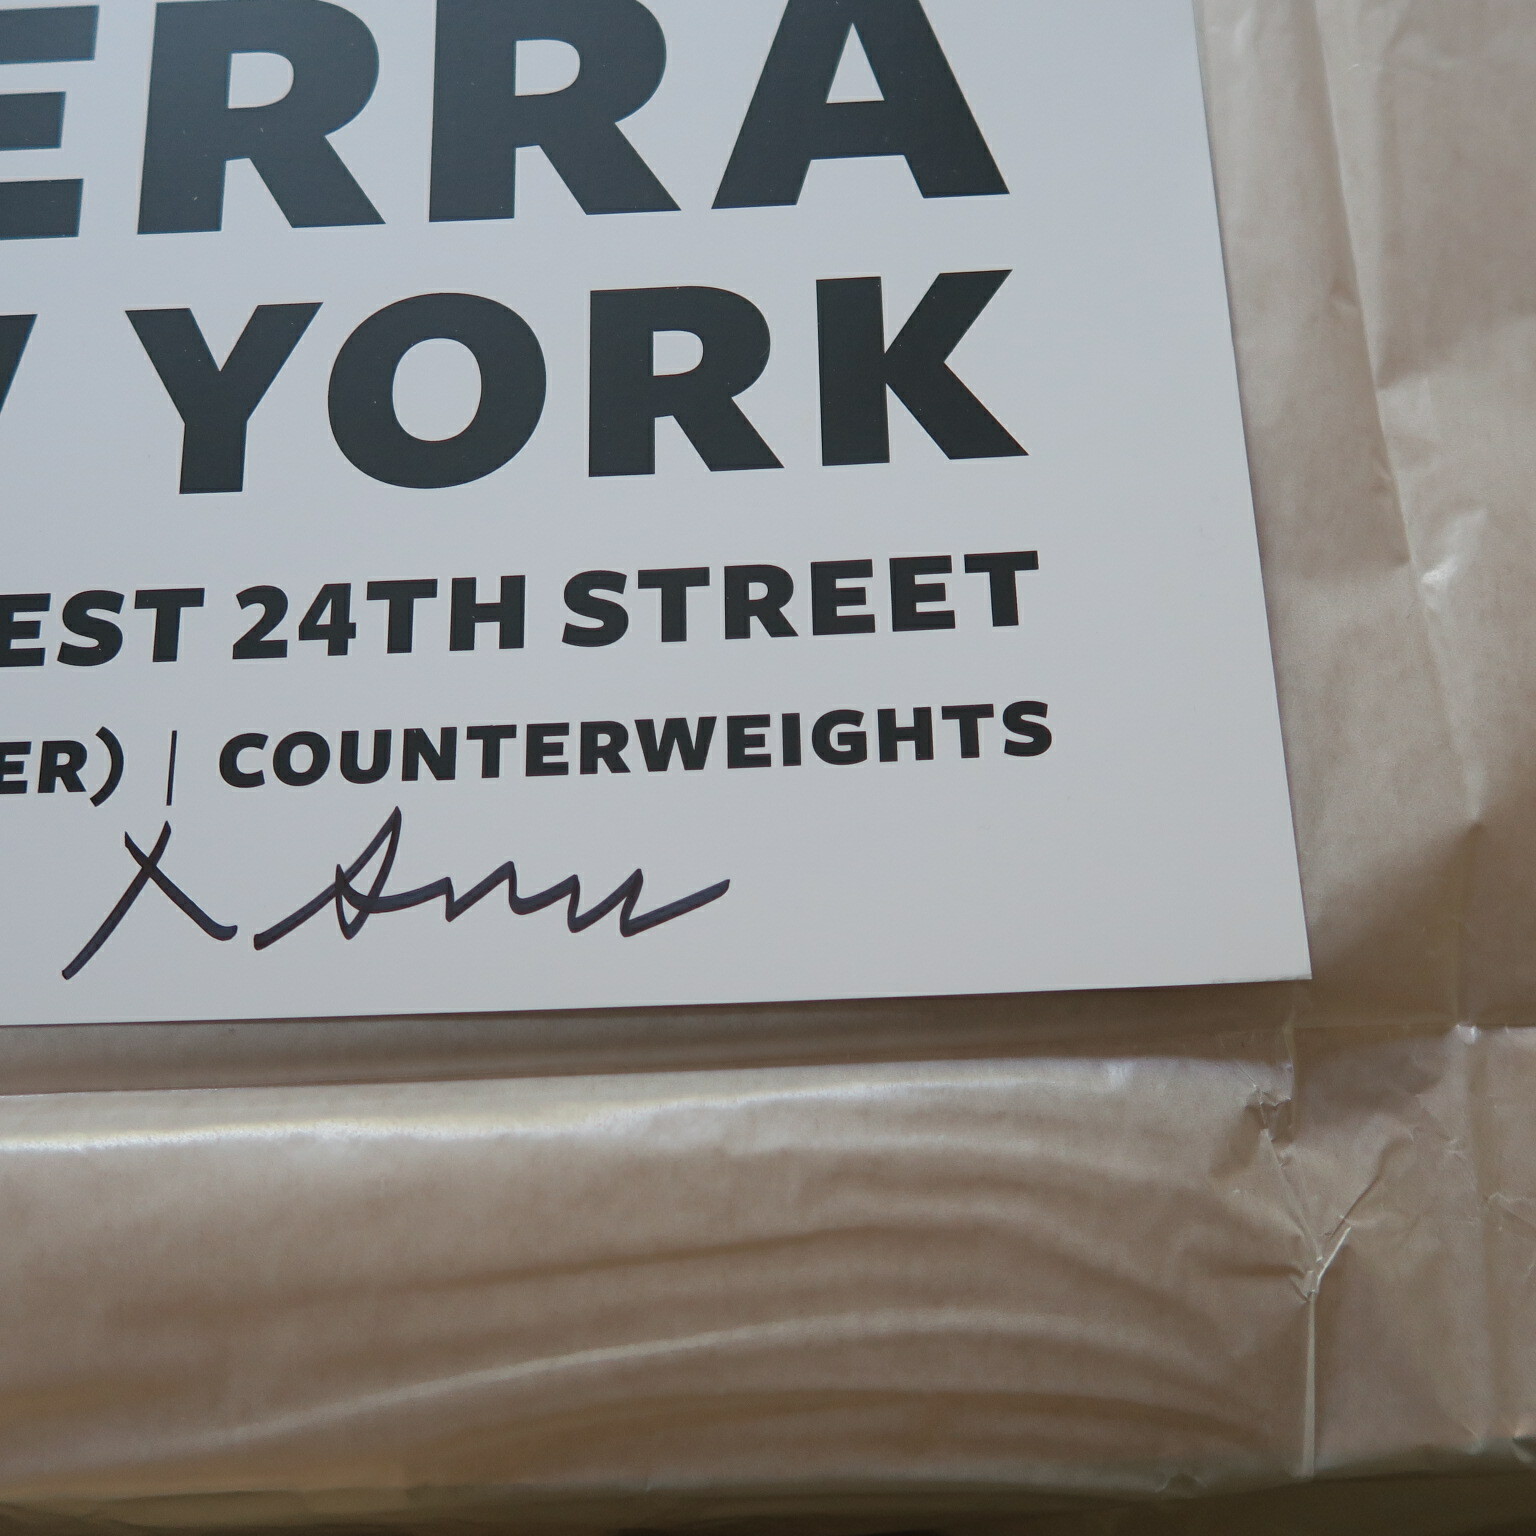 ERRA
YORK
EST 24TH STREET
ER) | COUNTERWEIGHTS